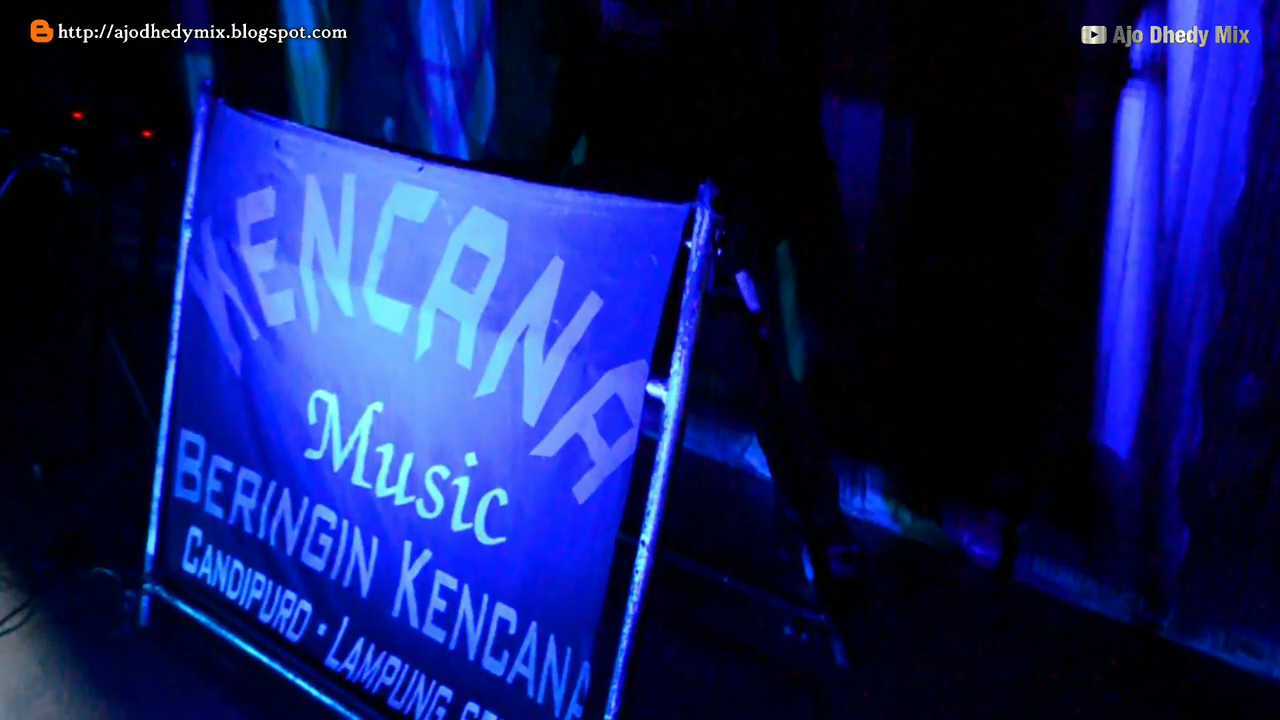 http://ajodhedymix.blogspot.com
Ajo Dhedy Mix
KENCANA
Music
BERINGIN KENCANA
CANDIPURO · LAMPUNG